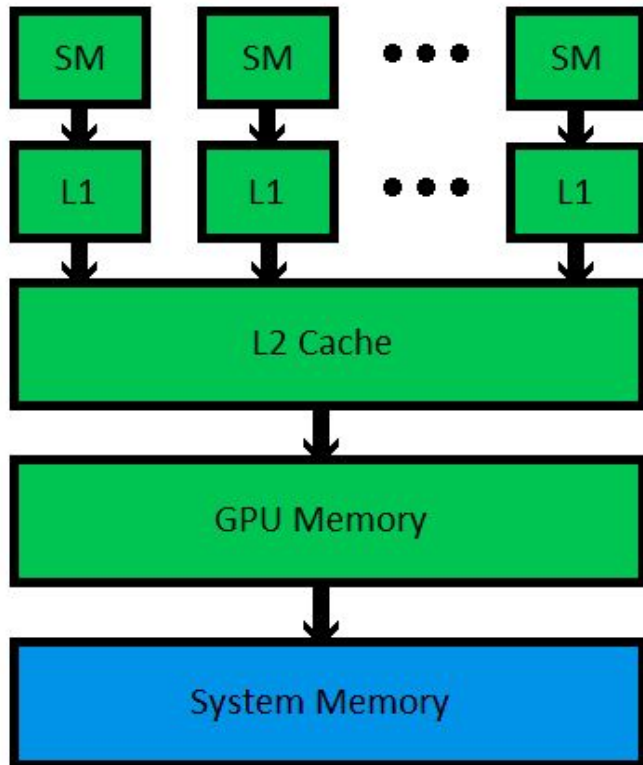 SM SM SM
L1 L1 L1
L2 Cache
GPU Memory
System Memory